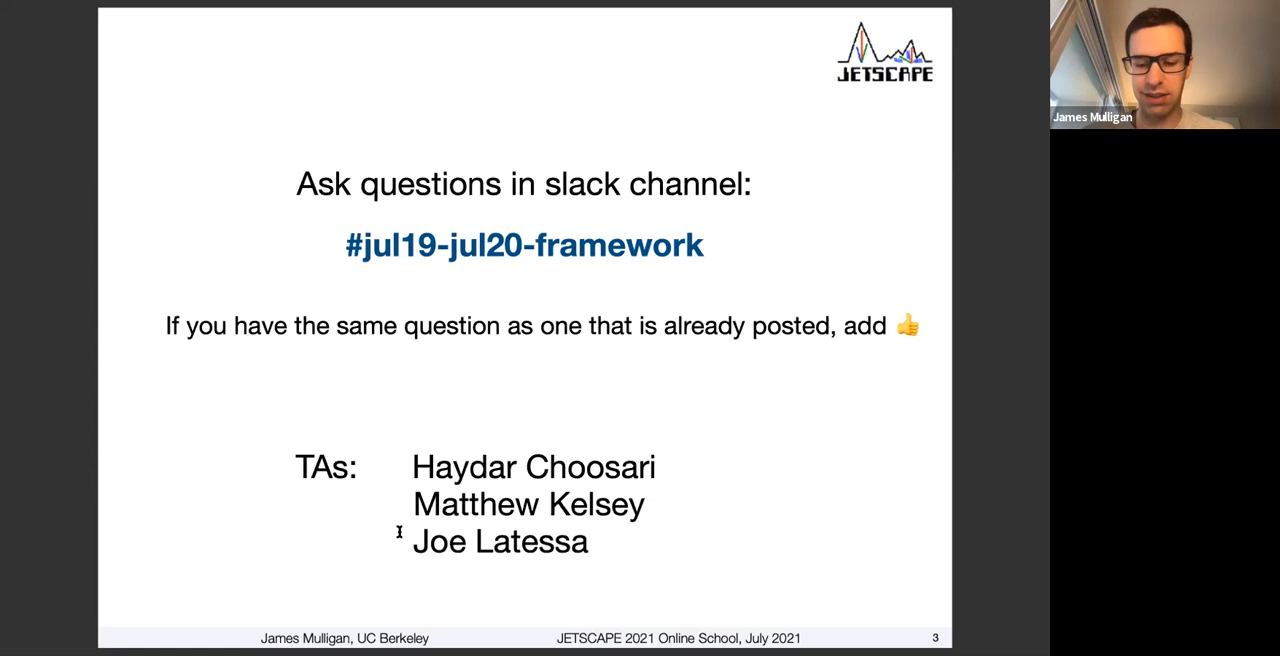 JETSCAPE
James Mulligan
Ask questions in slack channel:
#jul19-jul20-framework
If you have the same question as one that is already posted, add 👍
TAs: Haydar Choosari
Matthew Kelsey
Joe Latessa
James Mulligan, UC Berkeley JETSCAPE 2021 Online School, July 2021 3